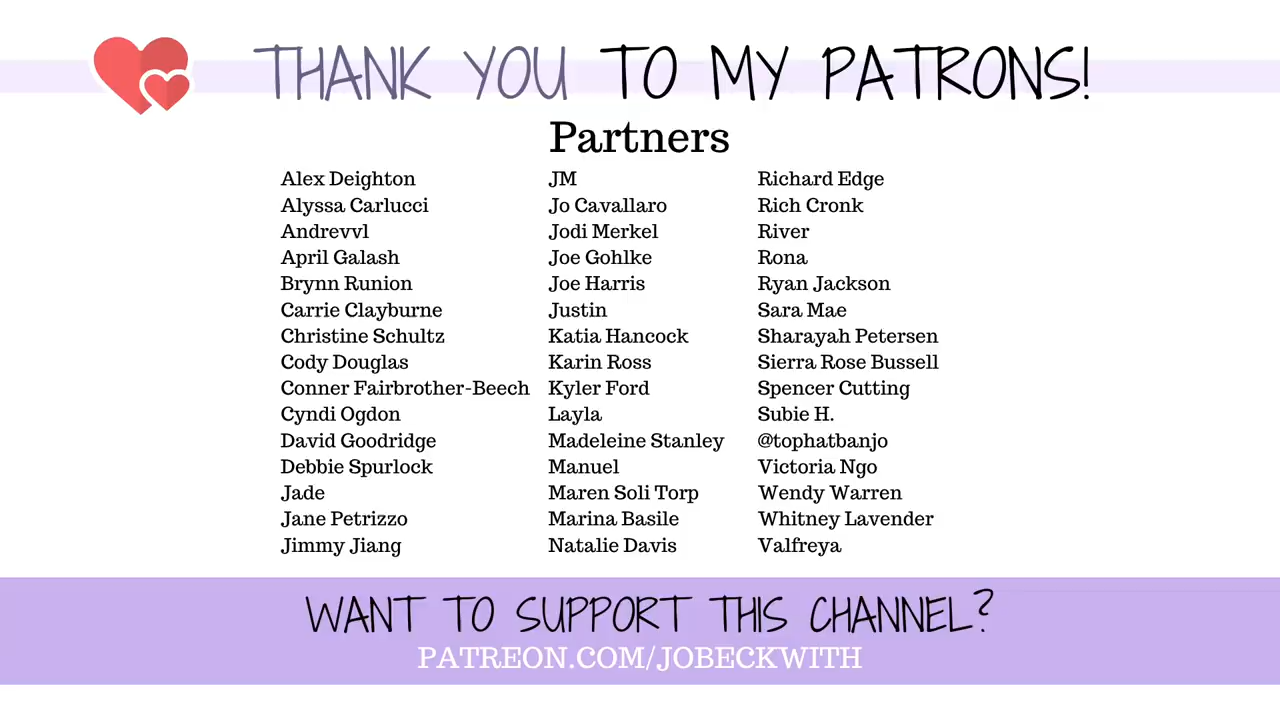 THANK YOU TO MY PATRONS!
Partners
Alex Deighton
Alyssa Carlucci
Andrevvl
April Galash
Brynn Runion
Carrie Clayburne
Christine Schultz
Cody Douglas
Conner Fairbrother-Beech
Cyndi Ogdon
David Goodridge
Debbie Spurlock
Jade
Jane Petrizzo
Jimmy Jiang
JM
Jo Cavallaro
Jodi Merkel
Joe Gohlke
Joe Harris
Justin
Katia Hancock
Karin Ross
Kyler Ford
Layla
Madeleine Stanley
Manuel
Maren Soli Torp
Marina Basile
Natalie Davis
Richard Edge
Rich Cronk
River
Rona
Ryan Jackson
Sara Mae
Sharayah Petersen
Sierra Rose Bussell
Spencer Cutting
Subie H.
@tophatbanjo
Victoria Ngo
Wendy Warren
Whitney Lavender
Valfreya
WANT TO SUPPORT THIS CHANNEL?
PATREON.COM/JOBECKWITH